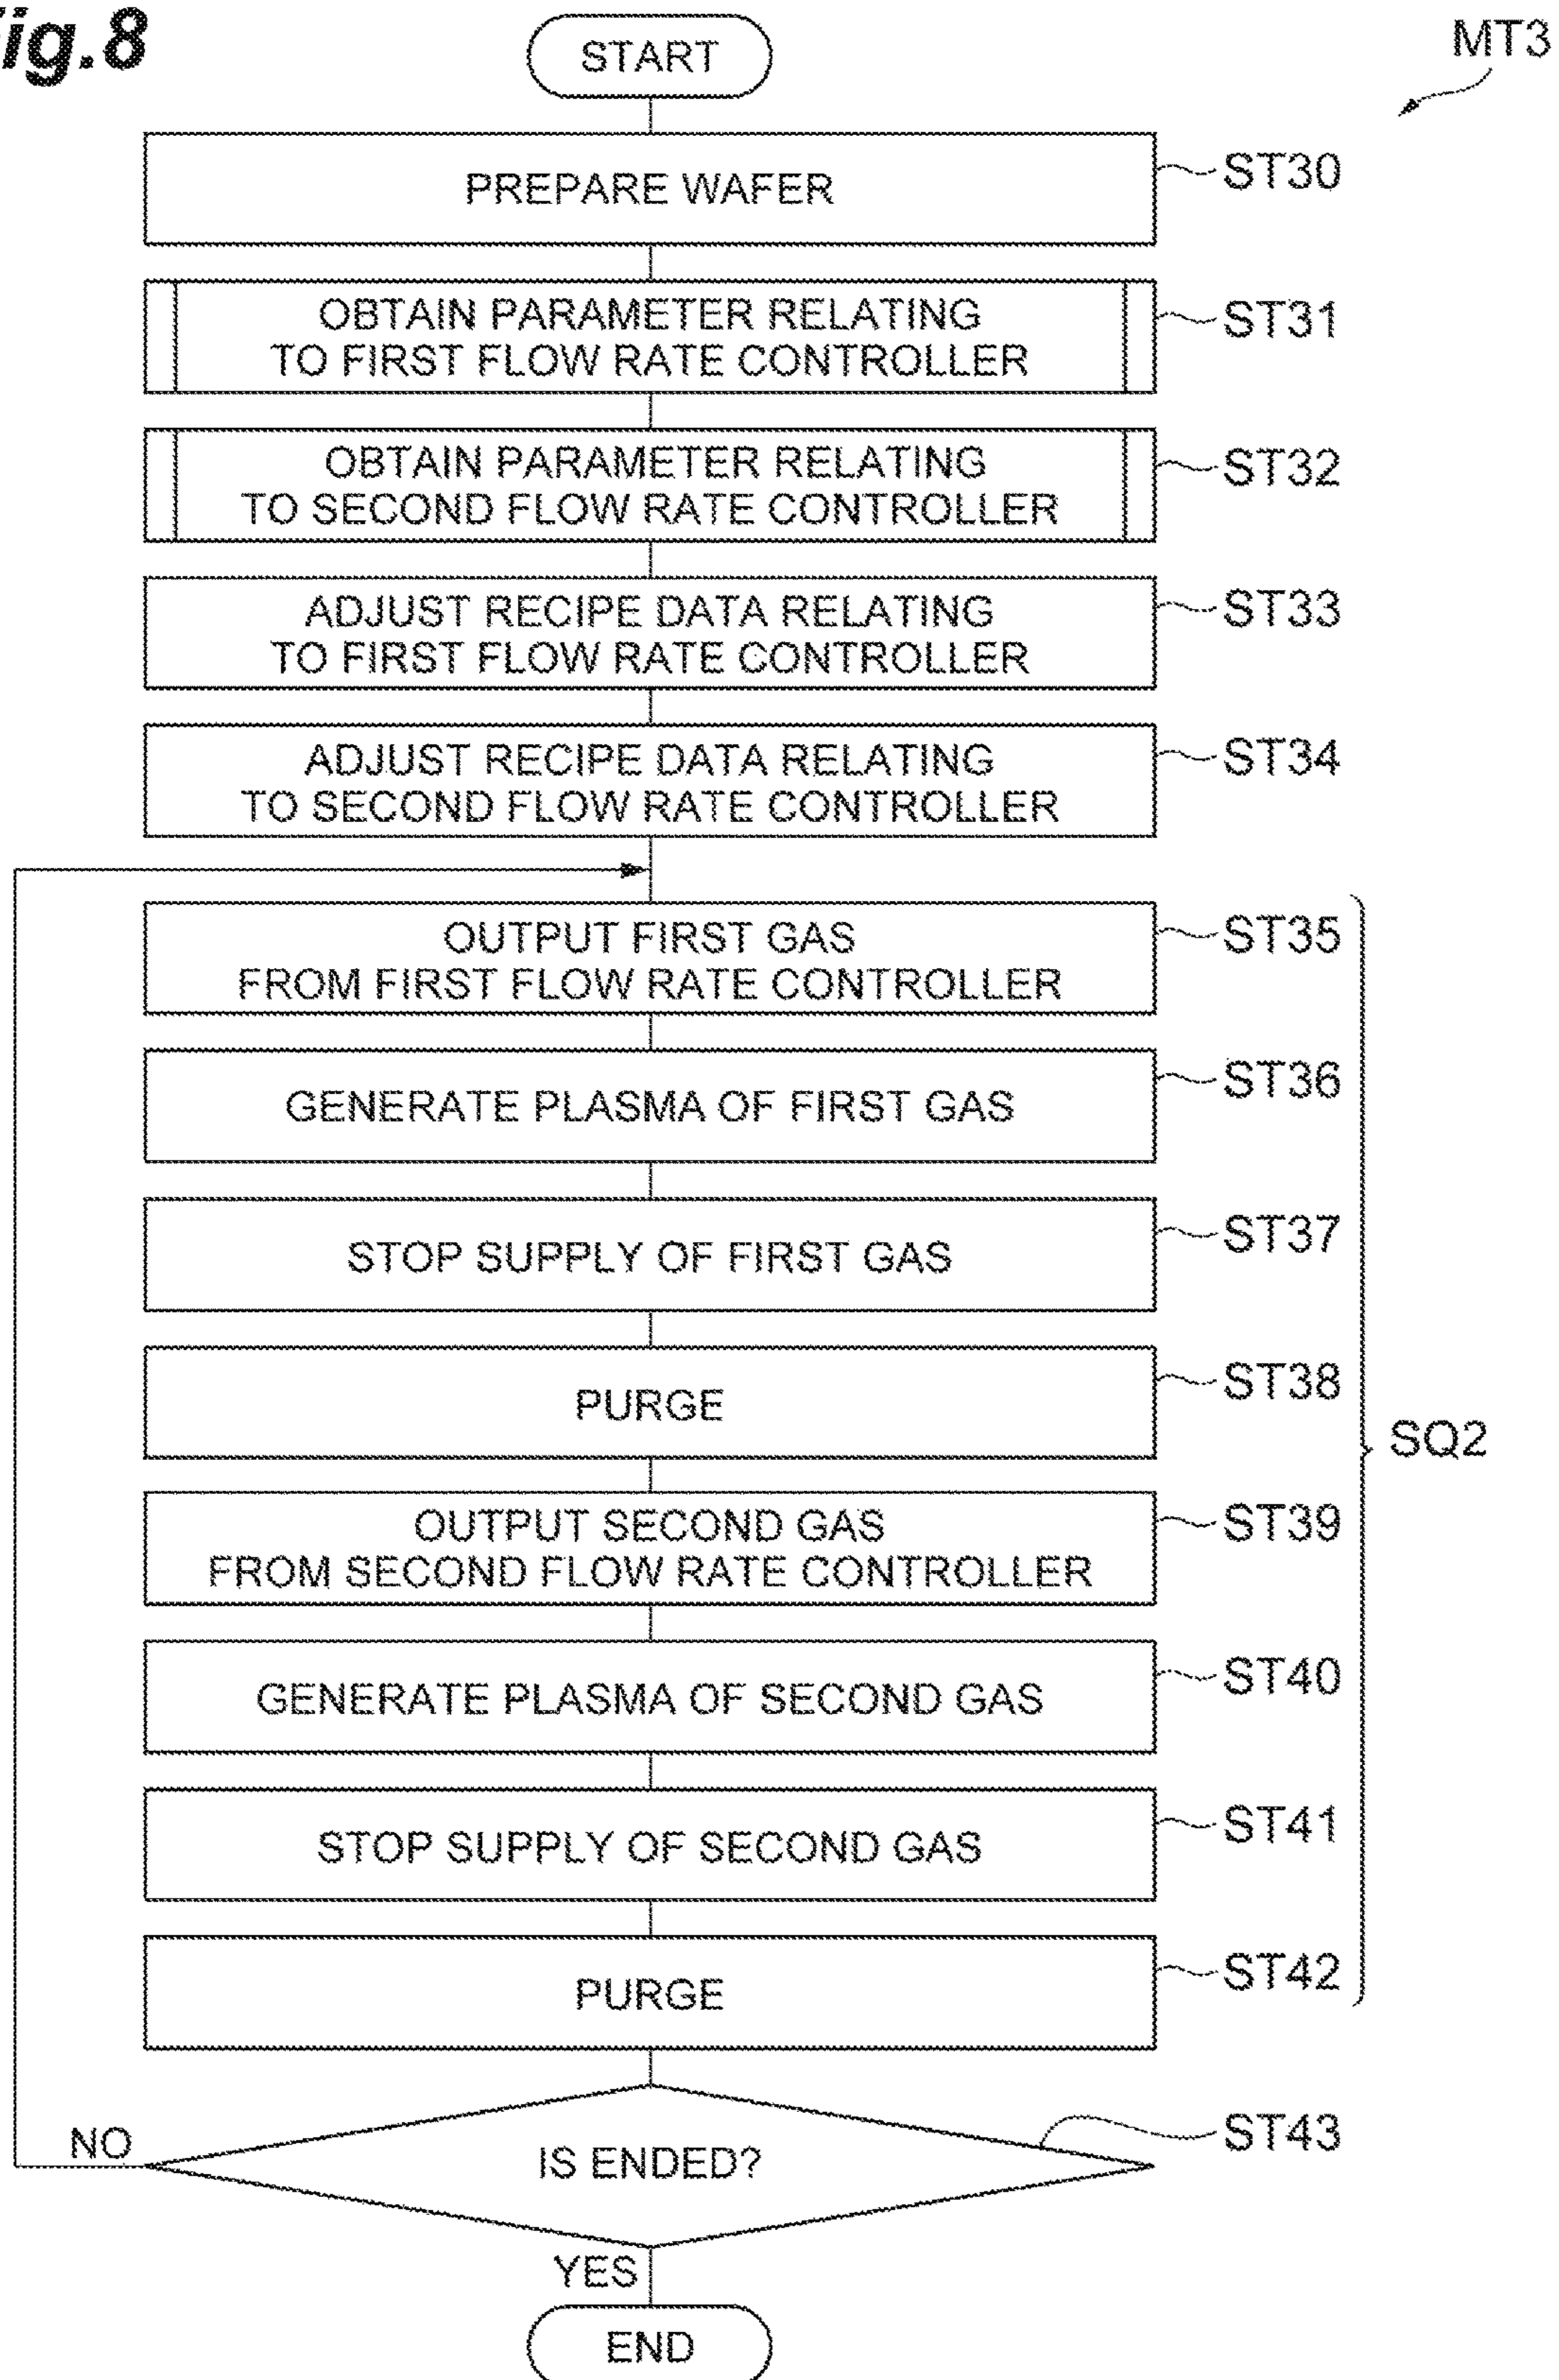 ig.8
MT3
START
PREPARE WAFER
ST30
OBTAIN PARAMETER RELATING
TO FIRST FLOW RATE CONTROLLER
ST31
OBTAIN PARAMETER RELATING
TO SECOND FLOW RATE CONTROLLER
ST32
ADJUST RECIPE DATA RELATING
TO FIRST FLOW RATE CONTROLLER
ST33
ADJUST RECIPE DATA RELATING
TO SECOND FLOW RATE CONTROLLER
ST34
OUTPUT FIRST GAS
FROM FIRST FLOW RATE CONTROLLER
ST35
GENERATE PLASMA OF FIRST GAS
ST36
STOP SUPPLY OF FIRST GAS
ST37
PURGE
ST38
SQ2
OUTPUT SECOND GAS
FROM SECOND FLOW RATE CONTROLLER
ST39
GENERATE PLASMA OF SECOND GAS
ST40
STOP SUPPLY OF SECOND GAS
ST41
PURGE
ST42
NO
IS ENDED?
ST43
YES
END